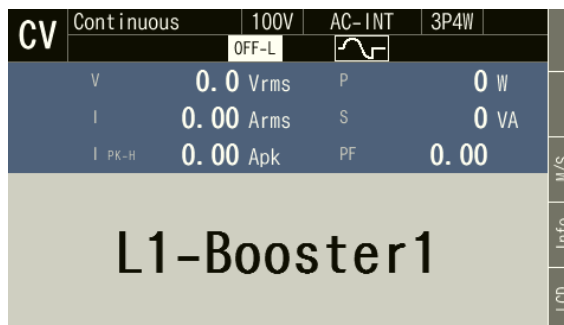 CV Continuous 100V AC-INT 3P4W
OFF-L
V 0.0 Vrms P 0 W
I 0.00 Arms S 0 VA
I PK-H 0.00 Apk PF 0.00
L1-Booster1
M/S
Info
LCD